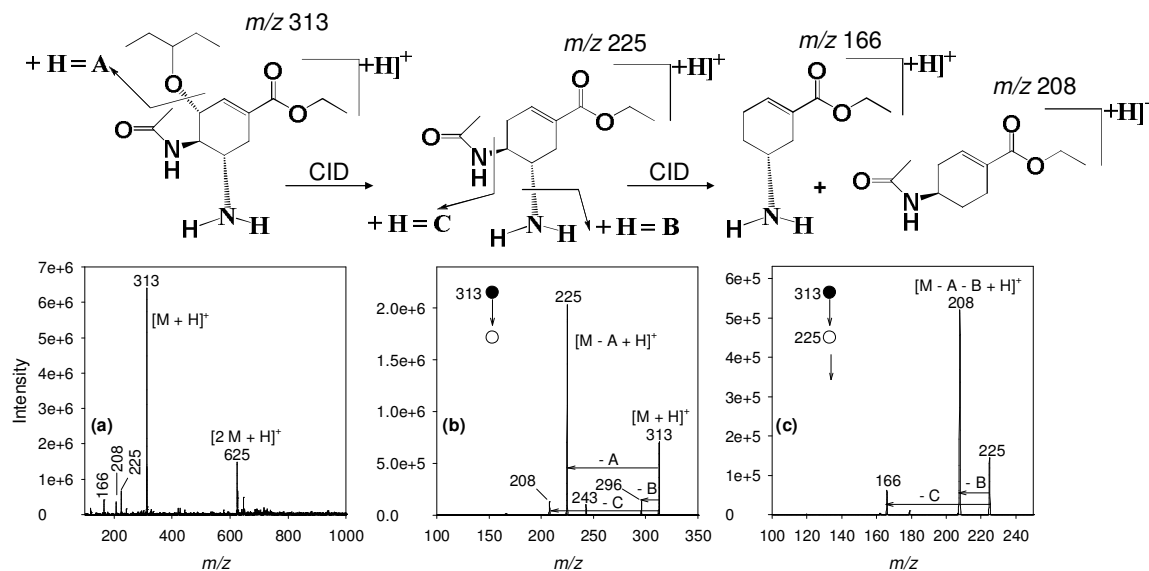 m/z 313
+ H = A
+H]+
O
O
O
O
N
H
H
N
H
CID
m/z 225
+H]+
O
O
O
N
H
H
N
H
+ H = C
+ H = B
CID
m/z 166
+H]+
O
O
H
N
H
+
m/z 208
+H]+
O
O
O
N
H
7e+6
6e+6
5e+6
4e+6
3e+6
2e+6
1e+6
0
Intensity
313
[M + H]+
(a)
[2 M + H]+
625
166
208
225
200 400 600 800 1000
m/z
2.0e+6
1.5e+6
1.0e+6
5.0e+5
0.0
313
225
[M - A + H]+
(b)
[M + H]+
313
- A
296
- B
208
243
- C
100 150 200 250 300 350
m/z
6e+5
5e+5
4e+5
3e+5
2e+5
1e+5
0
313
225
[M - A - B + H]+
208
(c)
225
166
- B
- C
100 120 140 160 180 200 220 240
m/z